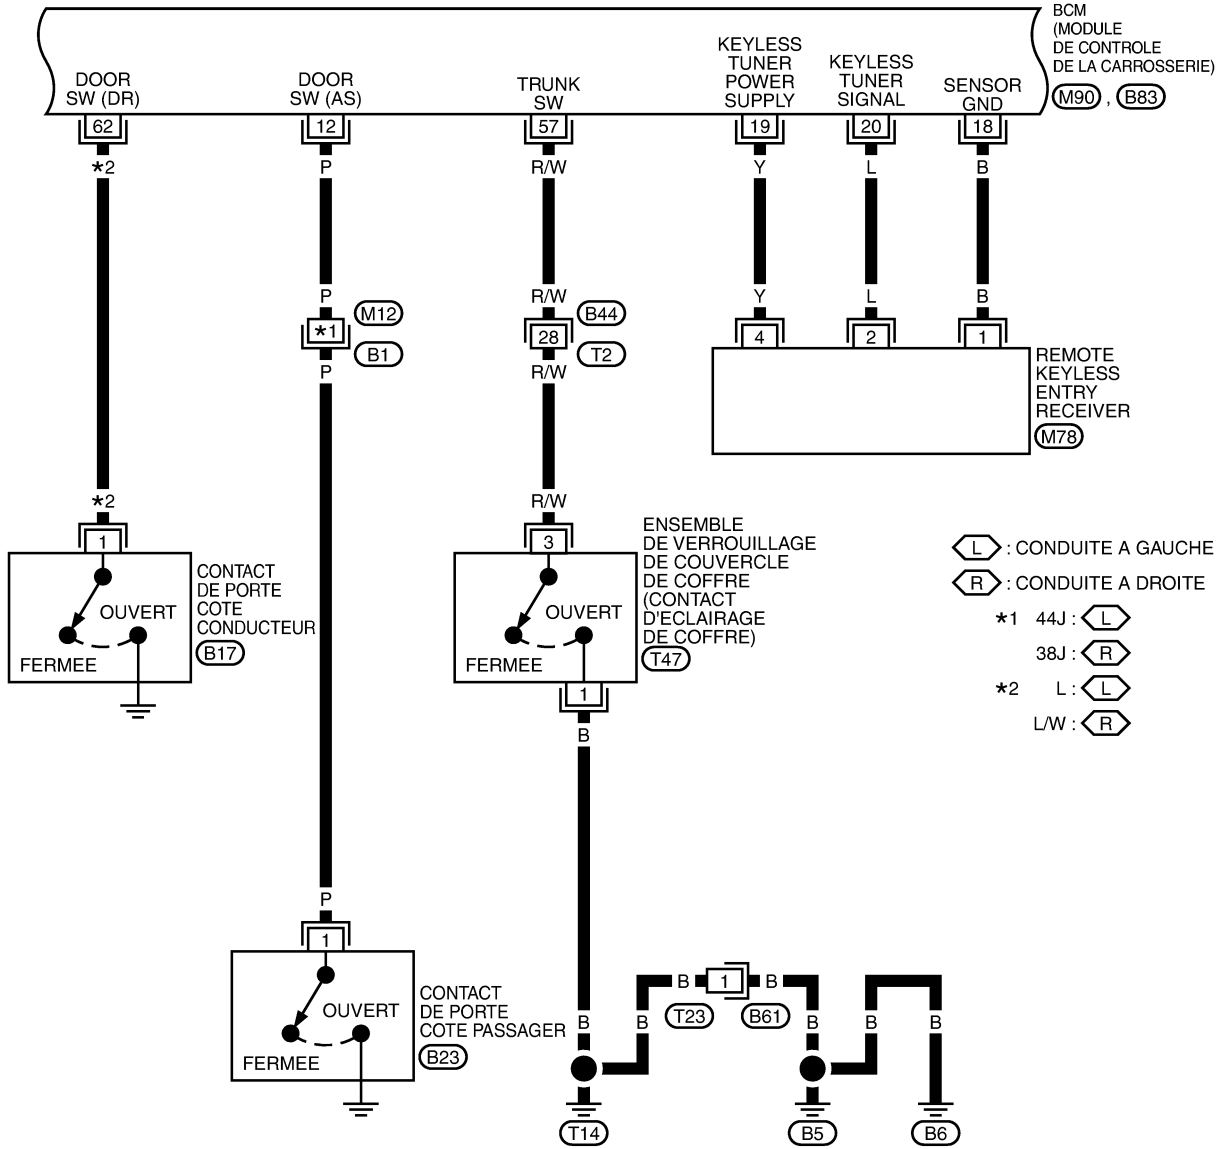 BCM
(MODULE
DE CONTROLE
DE LA CARROSSERIE)
M90 , B83
DOOR
SW (DR)
DOOR
SW (AS)
TRUNK
SW
KEYLESS
TUNER
POWER
SUPPLY
KEYLESS
TUNER
SIGNAL
SENSOR
GND
62 12 57 19 20 18
*2 P R/W Y L B
P R/W Y L B
M12 B44
*1 28 4 2 1
B1 T2
P R/W
REMOTE
KEYLESS
ENTRY
RECEIVER
M78
*2 R/W
1 3
CONTACT
DE PORTE
COTE
CONDUCTEUR
B17
OUVERT
FERMEE
ENSEMBLE
DE VERROUILLAGE
DE COUVERCLE
DE COFFRE
(CONTACT
D'ECLAIRAGE
DE COFFRE)
T47
OUVERT
FERMEE
1
B
L : CONDUITE A GAUCHE
R : CONDUITE A DROITE
*1 44J : L
38J : R
*2 L : L
L/W : R
P
1
OUVERT
FERMEE
CONTACT
DE PORTE
COTE PASSAGER
B23
B 1 B
T23 B61
B B B B B
T14 B5 B6